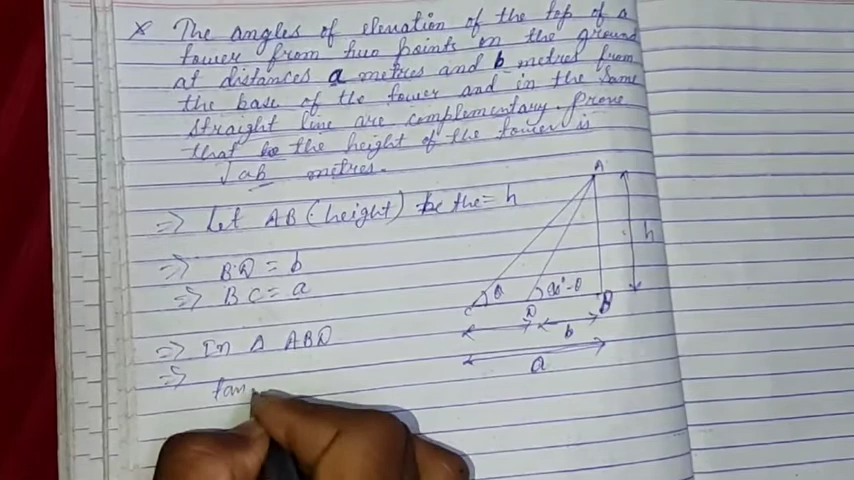 * The angles of elevation of the top of a
tower from two points on the ground
at distances a metres and b metres from
the base of the tower and in the same
straight line are complementary. Prove
that the height of the tower is
√ab metres.
⇒ Let AB (height) be the = h
⇒ BD = b
⇒ BC = a
⇒ In Δ ABD
⇒ tan
A
h
θ
90°-θ
C
D
B
b
a